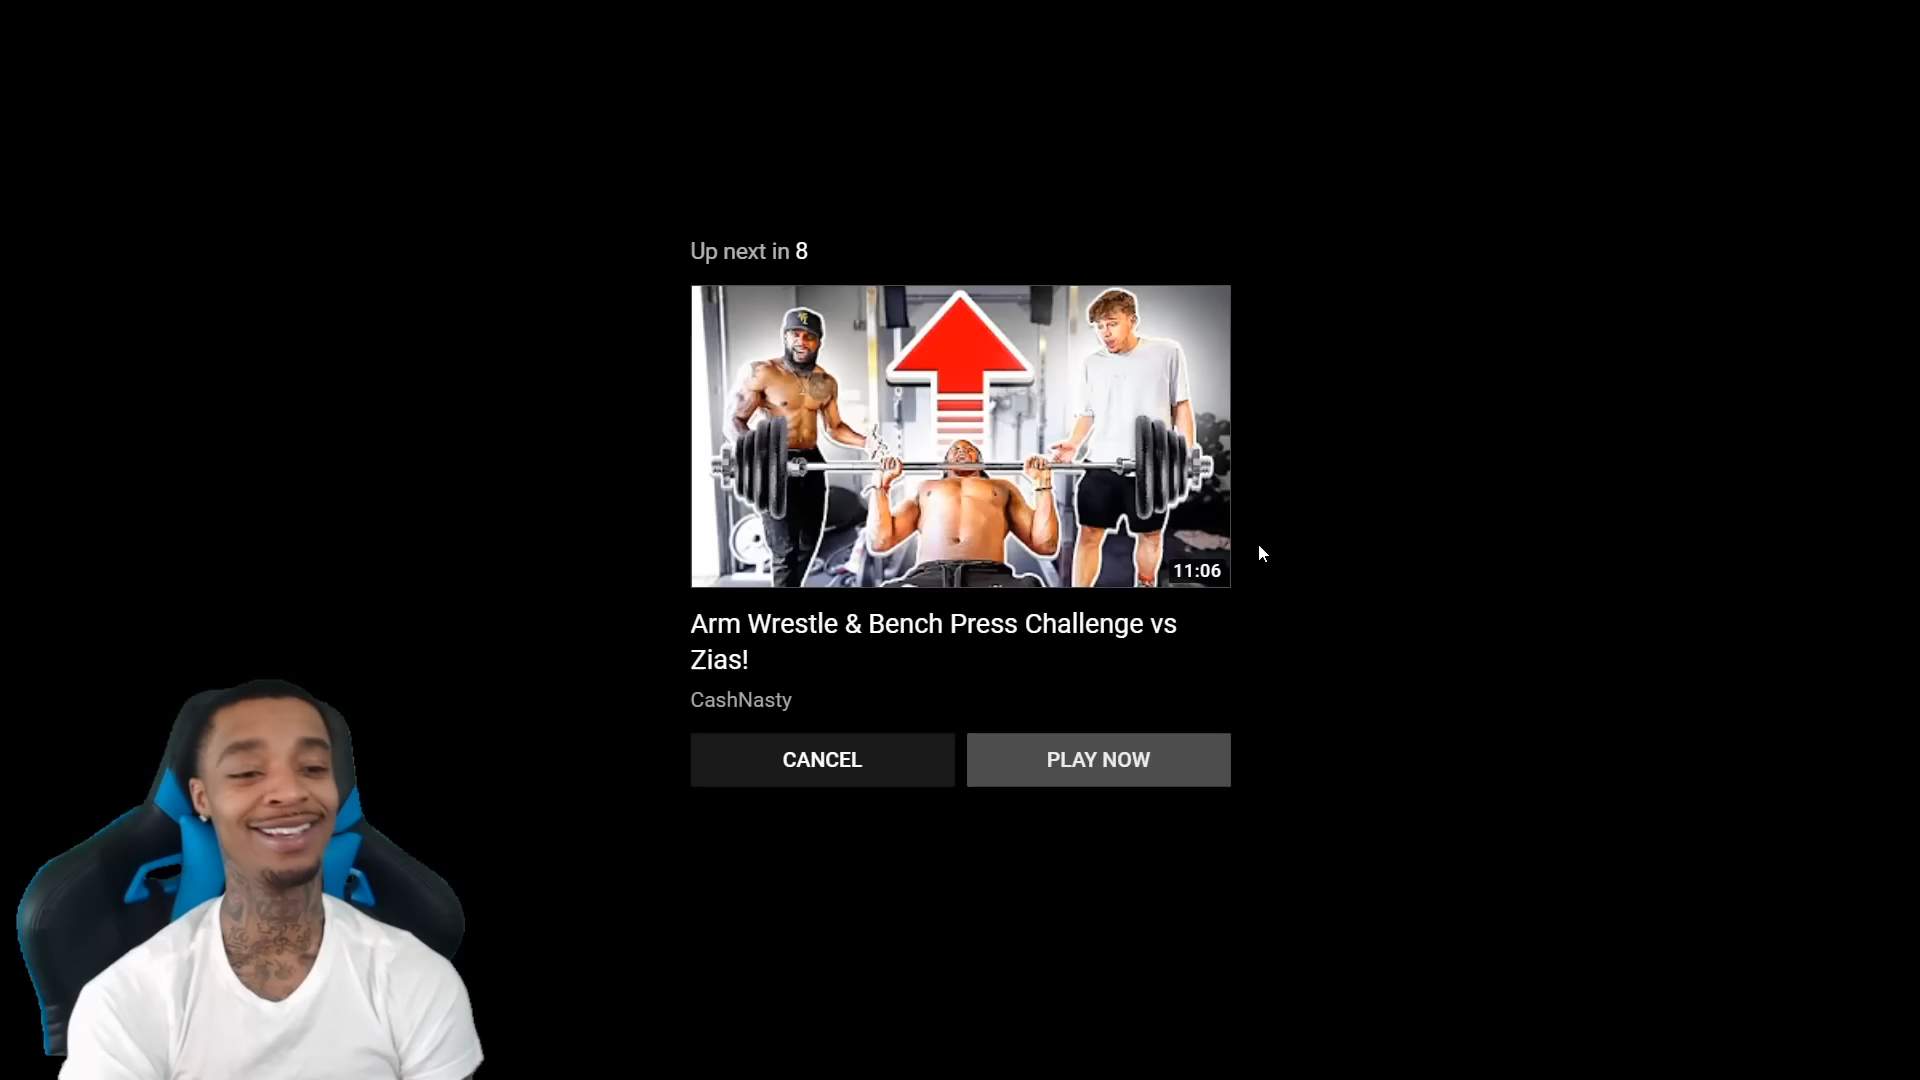 Up next in 8
11:06
Arm Wrestle & Bench Press Challenge vs
Zias!
CashNasty
CANCEL
PLAY NOW